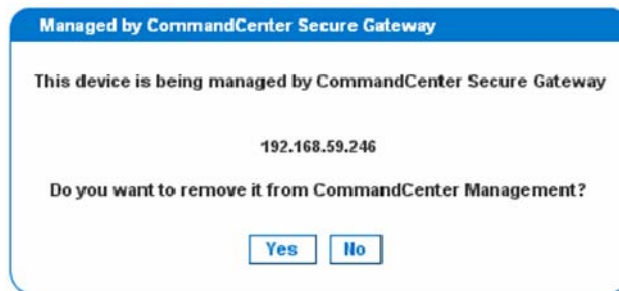 Managed by CommandCenter Secure Gateway
This device is being managed by CommandCenter Secure Gateway
192.168.59.246
Do you want to remove it from CommandCenter Management?
Yes No